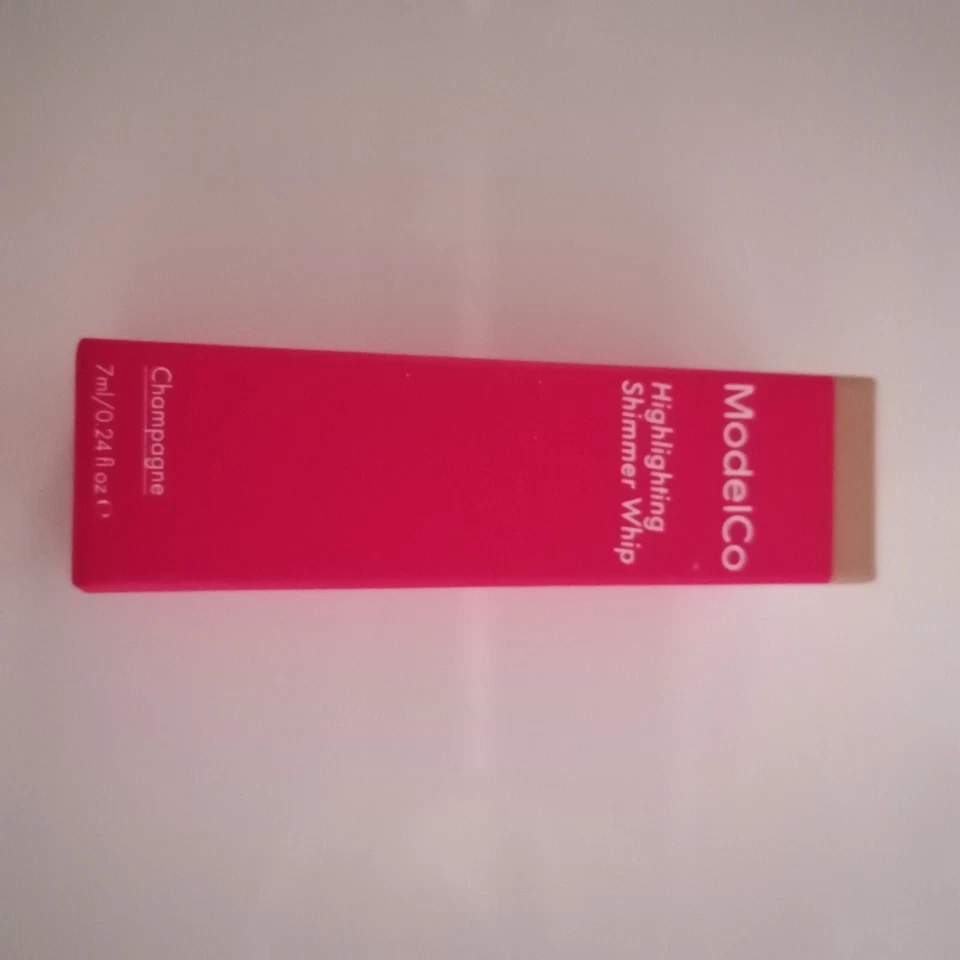 ModelCo
Highlighting
Shimmer Whip
Champagne
7ml/0.24 fl oz ℮